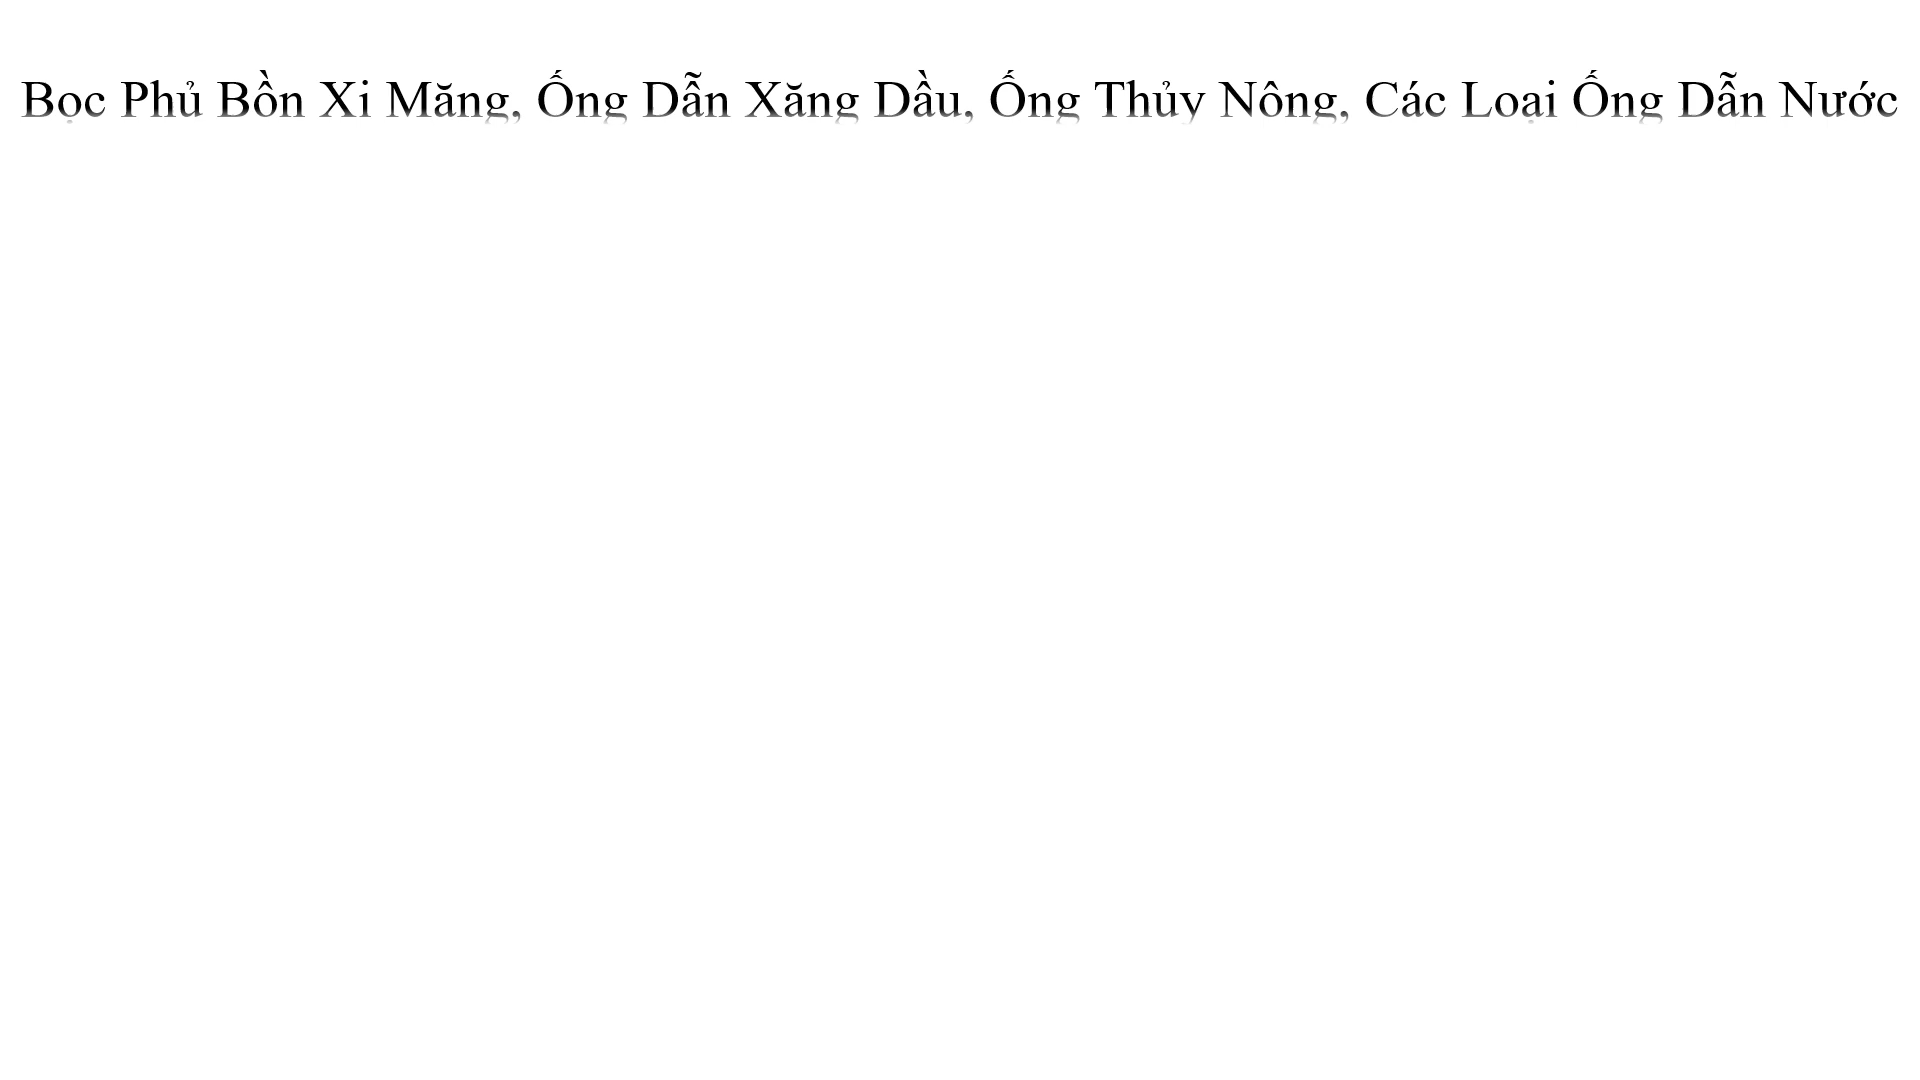 Bọc Phủ Bồn Xi Măng, Ống Dẫn Xăng Dầu, Ống Thủy Nông, Các Loại Ống Dẫn Nước